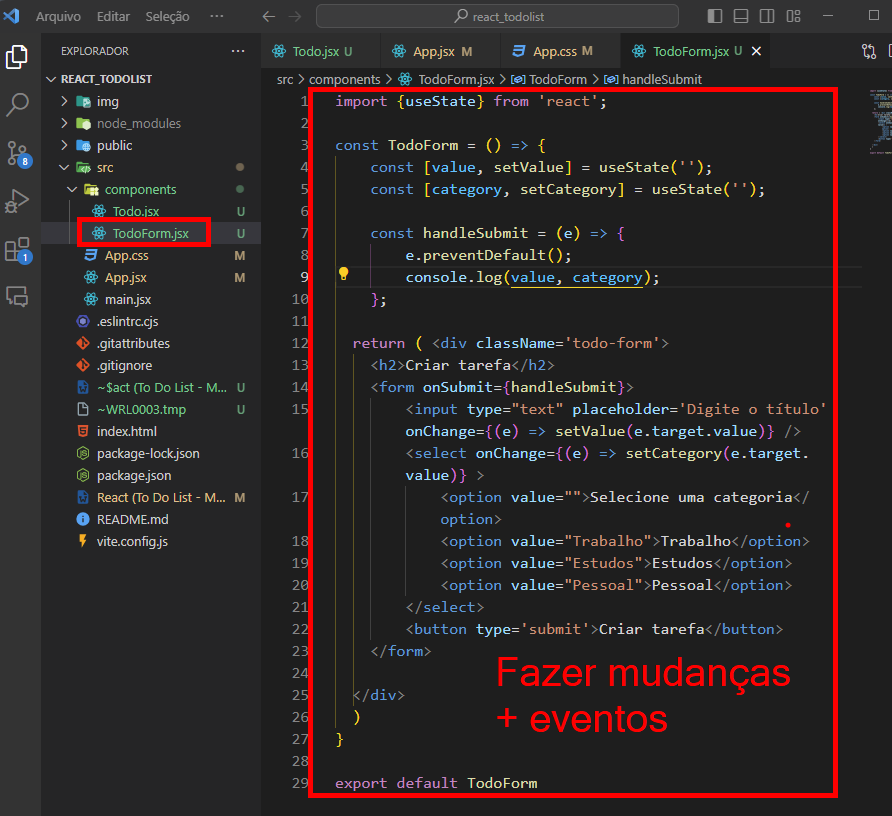 Arquivo Editar Seleção ··· react_todolist
EXPLORADOR ···
REACT_TODOLIST
img
node_modules
public
src
components
Todo.jsx U
TodoForm.jsx U
App.css M
App.jsx M
main.jsx
.eslintrc.cjs
.gitattributes
.gitignore
~$act (To Do List - M... U
~WRL0003.tmp U
index.html
package-lock.json
package.json
React (To Do List - M... M
README.md
vite.config.js
8
1
Todo.jsx U App.jsx M App.css M TodoForm.jsx U
src > components > TodoForm.jsx > TodoForm > handleSubmit
1 import {useState} from 'react';
2
3 const TodoForm = () => {
4 const [value, setValue] = useState('');
5 const [category, setCategory] = useState('');
6
7 const handleSubmit = (e) => {
8 e.preventDefault();
9 console.log(value, category);
10 };
11
12 return ( <div className='todo-form'>
13 <h2>Criar tarefa</h2>
14 <form onSubmit={handleSubmit}>
15 <input type="text" placeholder='Digite o título'
onChange={(e) => setValue(e.target.value)} />
16 <select onChange={(e) => setCategory(e.target.
value)} >
17 <option value="">Selecione uma categoria</
option>
18 <option value="Trabalho">Trabalho</option>
19 <option value="Estudos">Estudos</option>
20 <option value="Pessoal">Pessoal</option>
21 </select>
22 <button type='submit'>Criar tarefa</button>
23 </form>
24
25 </div>
26 )
27 }
28
29 export default TodoForm
Fazer mudanças
+ eventos